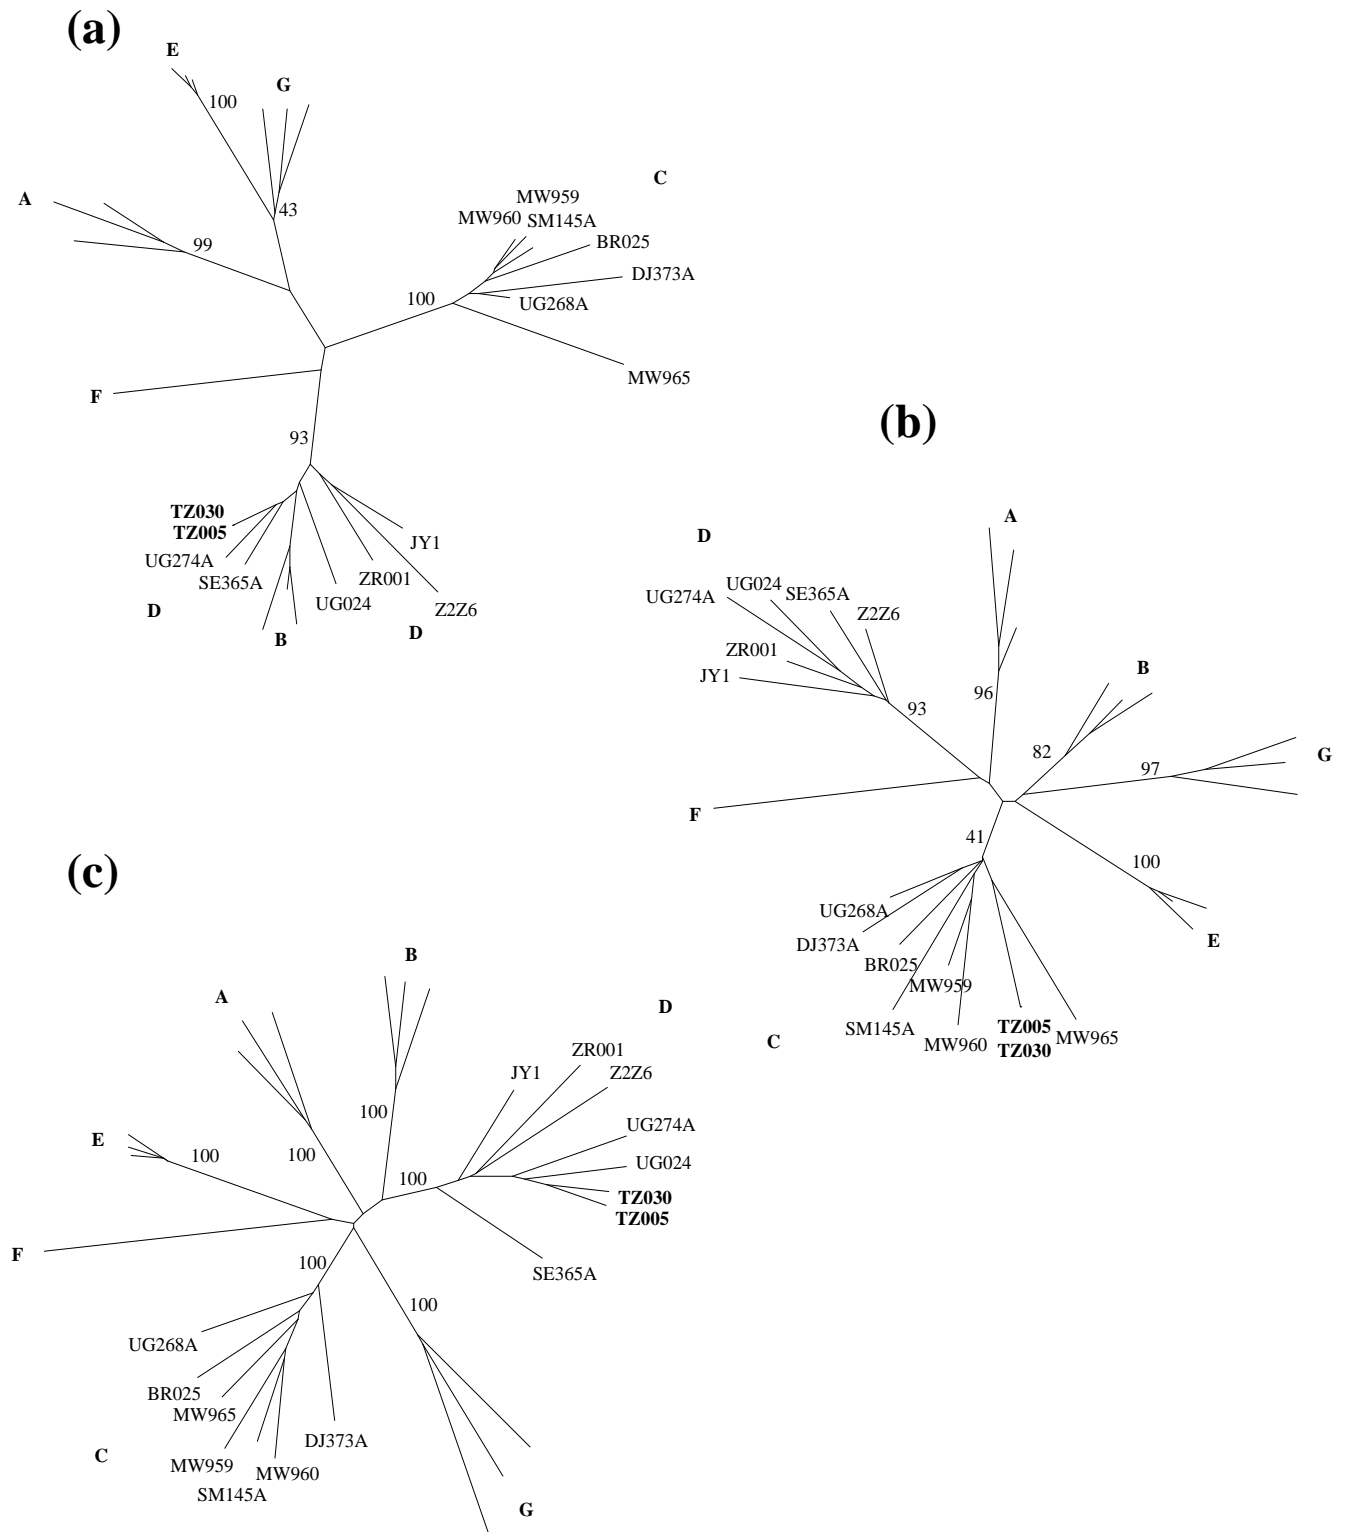 (a)
E
G
100
A
43
99
C
MW959
MW960 SM145A
BR025
DJ373A
100
UG268A
MW965
F
93
TZ030
TZ005
UG274A
SE365A
D
B
UG024
ZR001
JY1
Z2Z6
D
(b)
D
UG274A
UG024
SE365A
Z2Z6
ZR001
JY1
93
A
96
B
82
97
G
F
41
100
E
UG268A
DJ373A
BR025
MW959
SM145A
MW960
TZ005
TZ030
MW965
C
(c)
B
A
D
ZR001
JY1
Z2Z6
100
UG274A
E
100
100
100
UG024
TZ030
TZ005
F
SE365A
100
100
UG268A
BR025
MW965
DJ373A
C
MW959
MW960
SM145A
G